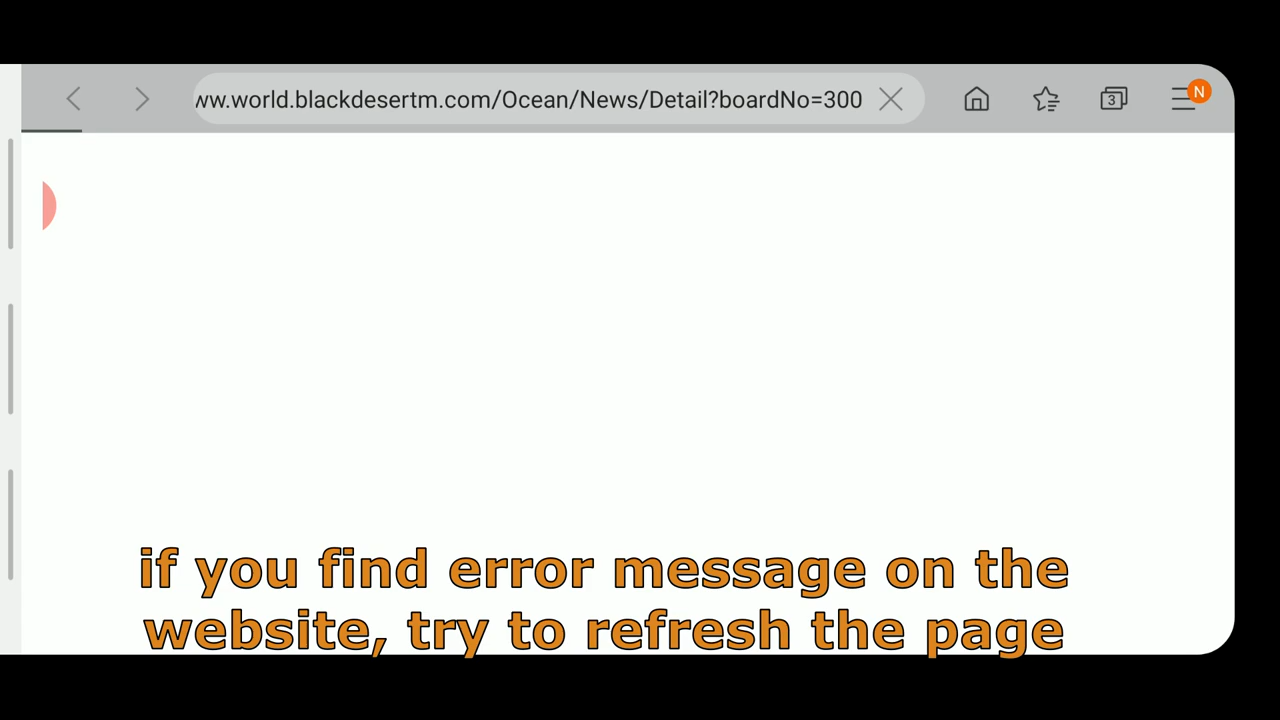 ww.world.blackdesertm.com/Ocean/News/Detail?boardNo=300
3
N
if you find error message on the
website, try to refresh the page